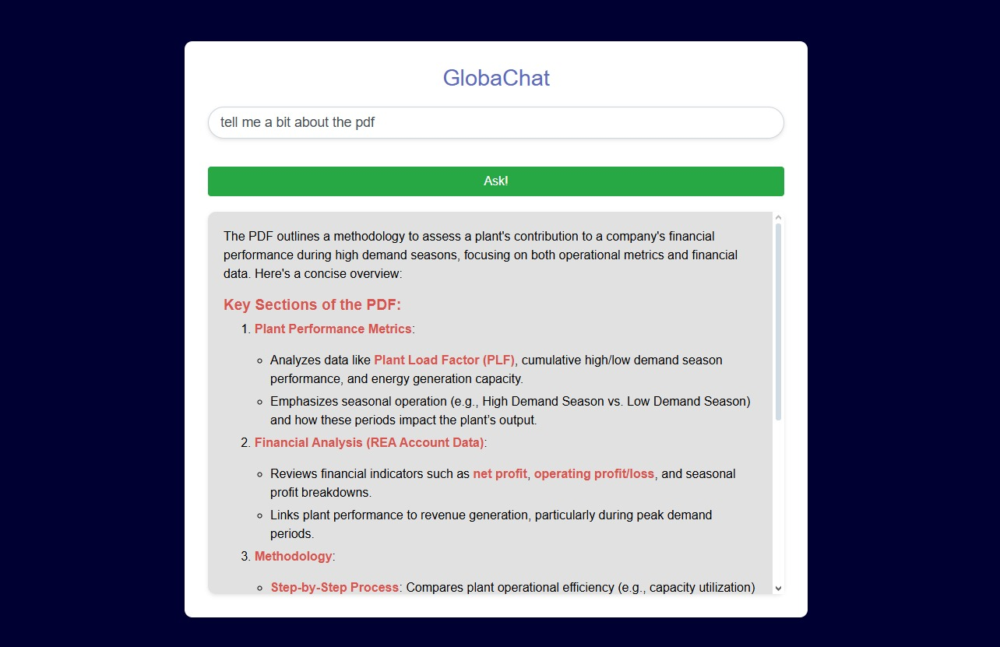 GlobaChat
tell me a bit about the pdf
Ask!
The PDF outlines a methodology to assess a plant's contribution to a company's financial
performance during high demand seasons, focusing on both operational metrics and financial
data. Here's a concise overview:
Key Sections of the PDF:
1. Plant Performance Metrics:
◦ Analyzes data like Plant Load Factor (PLF), cumulative high/low demand season
performance, and energy generation capacity.
◦ Emphasizes seasonal operation (e.g., High Demand Season vs. Low Demand Season)
and how these periods impact the plant’s output.
2. Financial Analysis (REA Account Data):
◦ Reviews financial indicators such as net profit, operating profit/loss, and seasonal
profit breakdowns.
◦ Links plant performance to revenue generation, particularly during peak demand
periods.
3. Methodology:
◦ Step-by-Step Process: Compares plant operational efficiency (e.g., capacity utilization)